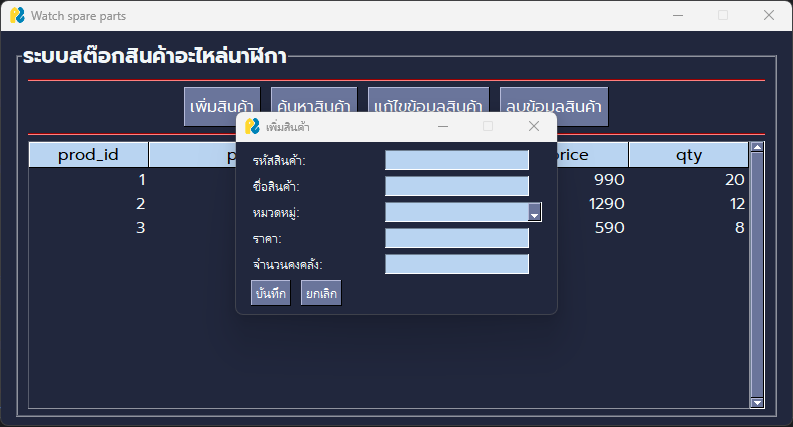 Watch spare parts
ระบบสต๊อกสินค้าอะไหล่นาฬิกา
เพิ่มสินค้า ค้นหาสินค้า แก้ไขข้อมูลสินค้า ลบข้อมูลสินค้า
เพิ่มสินค้า
prod_id qty
1 990 20
2 1290 12
3 590 8
รหัสสินค้า:
ชื่อสินค้า:
หมวดหมู่:
ราคา:
จำนวนคงคลัง:
บันทึก ยกเลิก